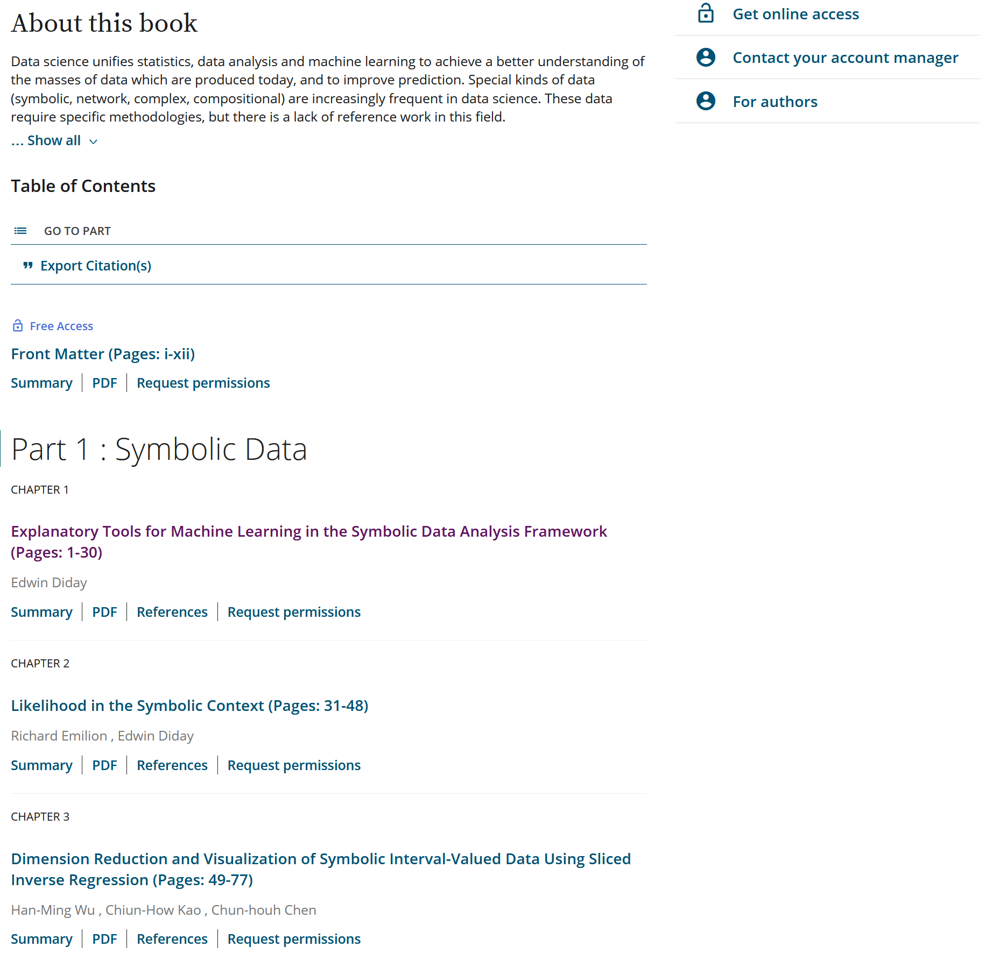 About this book
Data science unifies statistics, data analysis and machine learning to achieve a better understanding of
the masses of data which are produced today, and to improve prediction. Special kinds of data
(symbolic, network, complex, compositional) are increasingly frequent in data science. These data
require specific methodologies, but there is a lack of reference work in this field.
... Show all
Table of Contents
GO TO PART
Export Citation(s)
Free Access
Front Matter (Pages: i-xii)
Summary PDF Request permissions
Part 1 : Symbolic Data
CHAPTER 1
Explanatory Tools for Machine Learning in the Symbolic Data Analysis Framework
(Pages: 1-30)
Edwin Diday
Summary PDF References Request permissions
CHAPTER 2
Likelihood in the Symbolic Context (Pages: 31-48)
Richard Emilion , Edwin Diday
Summary PDF References Request permissions
CHAPTER 3
Dimension Reduction and Visualization of Symbolic Interval-Valued Data Using Sliced
Inverse Regression (Pages: 49-77)
Han-Ming Wu , Chiun-How Kao , Chun-houh Chen
Summary PDF References Request permissions
Get online access
Contact your account manager
For authors